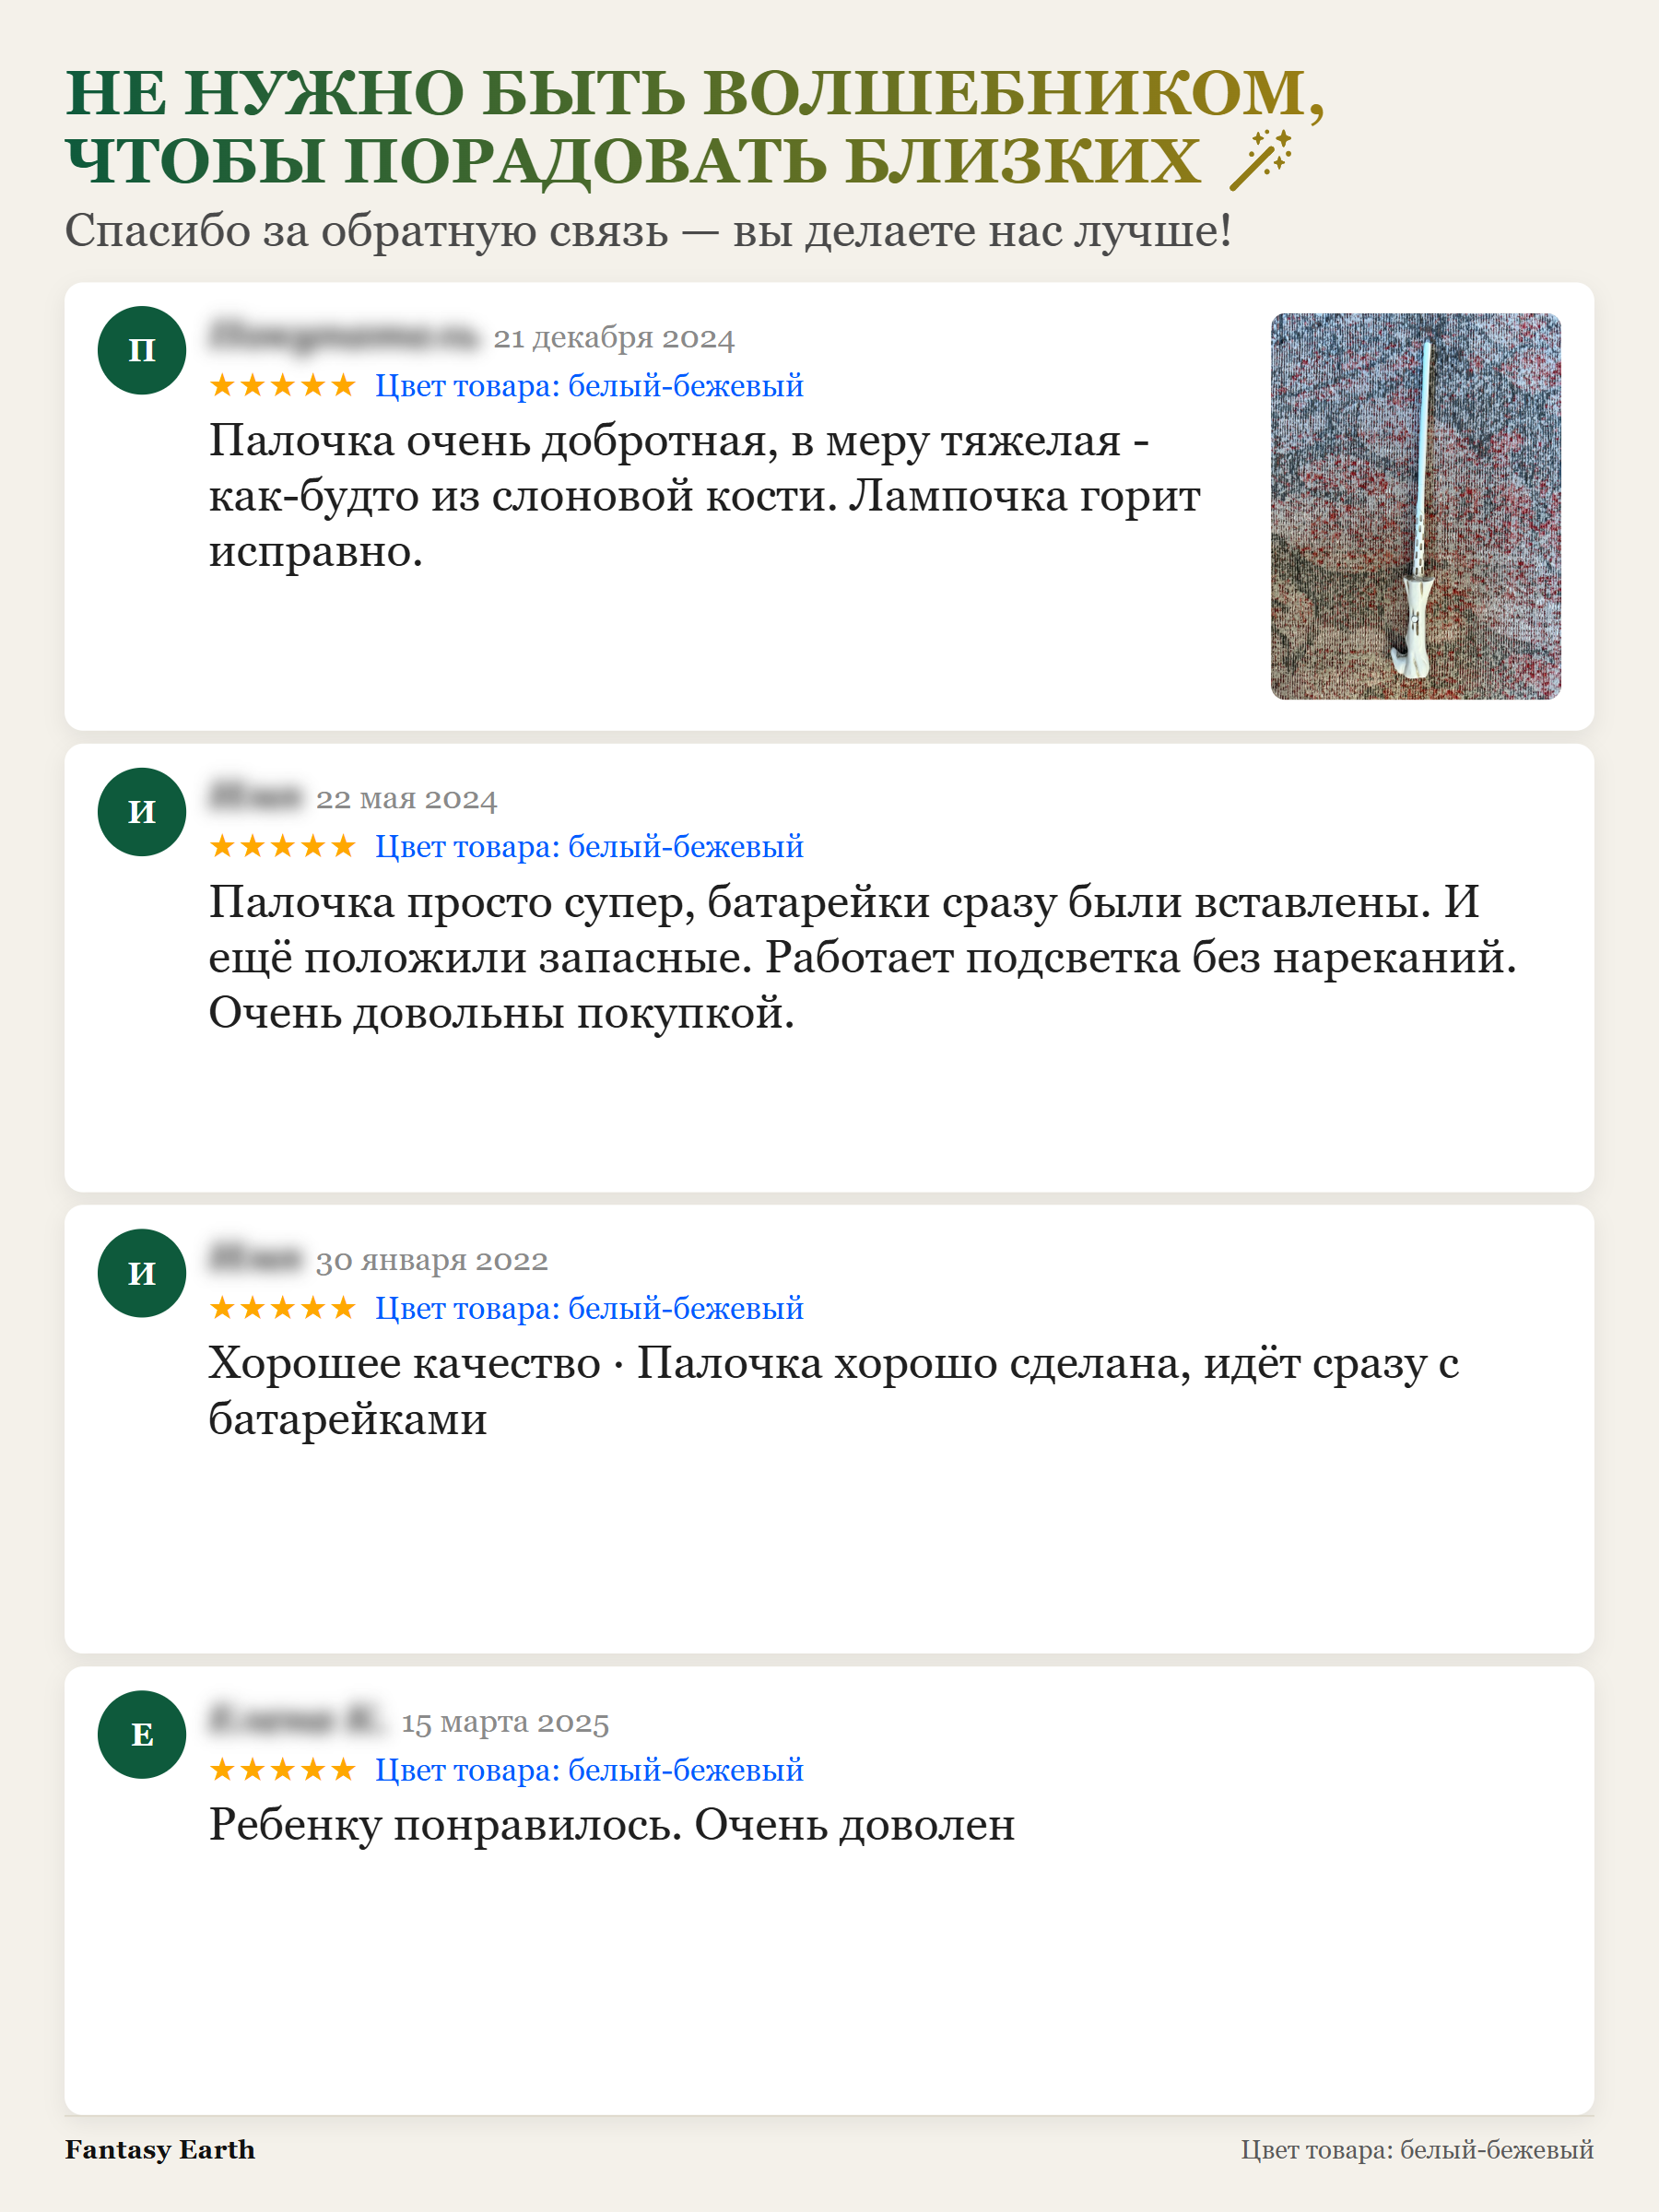 НЕ НУЖНО БЫТЬ ВОЛШЕБНИКОМ,
ЧТОБЫ ПОРАДОВАТЬ БЛИЗКИХ
Спасибо за обратную связь — вы делаете нас лучше!
П
21 декабря 2024
★★★★★ Цвет товара: белый-бежевый
Палочка очень добротная, в меру тяжелая -
как-будто из слоновой кости. Лампочка горит
исправно.
И
22 мая 2024
★★★★★ Цвет товара: белый-бежевый
Палочка просто супер, батарейки сразу были вставлены. И
ещё положили запасные. Работает подсветка без нареканий.
Очень довольны покупкой.
И
30 января 2022
★★★★★ Цвет товара: белый-бежевый
Хорошее качество · Палочка хорошо сделана, идёт сразу с
батарейками
Е
15 марта 2025
★★★★★ Цвет товара: белый-бежевый
Ребенку понравилось. Очень доволен
Fantasy Earth
Цвет товара: белый-бежевый